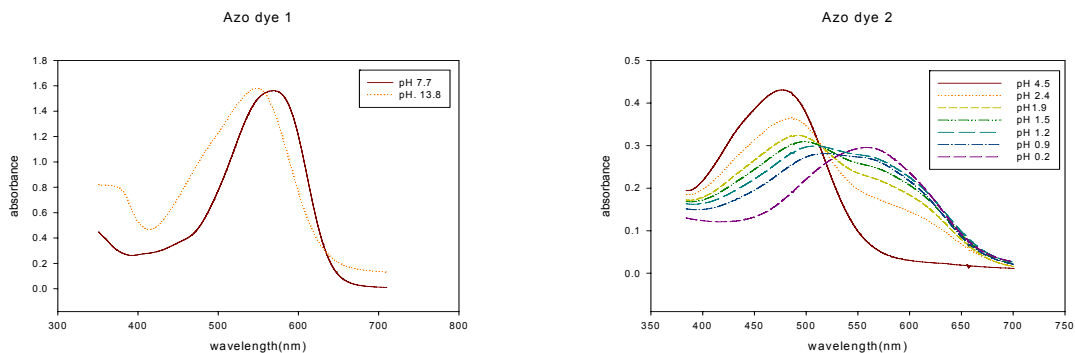 Azo dye 1
absorbance
1.8
1.6
1.4
1.2
1.0
0.8
0.6
0.4
0.2
0.0
pH 7.7
pH. 13.8
300 400 500 600 700 800
wavelength(nm)
Azo dye 2
absorbance
0.5
0.4
0.3
0.2
0.1
0.0
pH 4.5
pH 2.4
pH1.9
pH 1.5
pH 1.2
pH 0.9
pH 0.2
350 400 450 500 550 600 650 700 750
wavelength(nm)